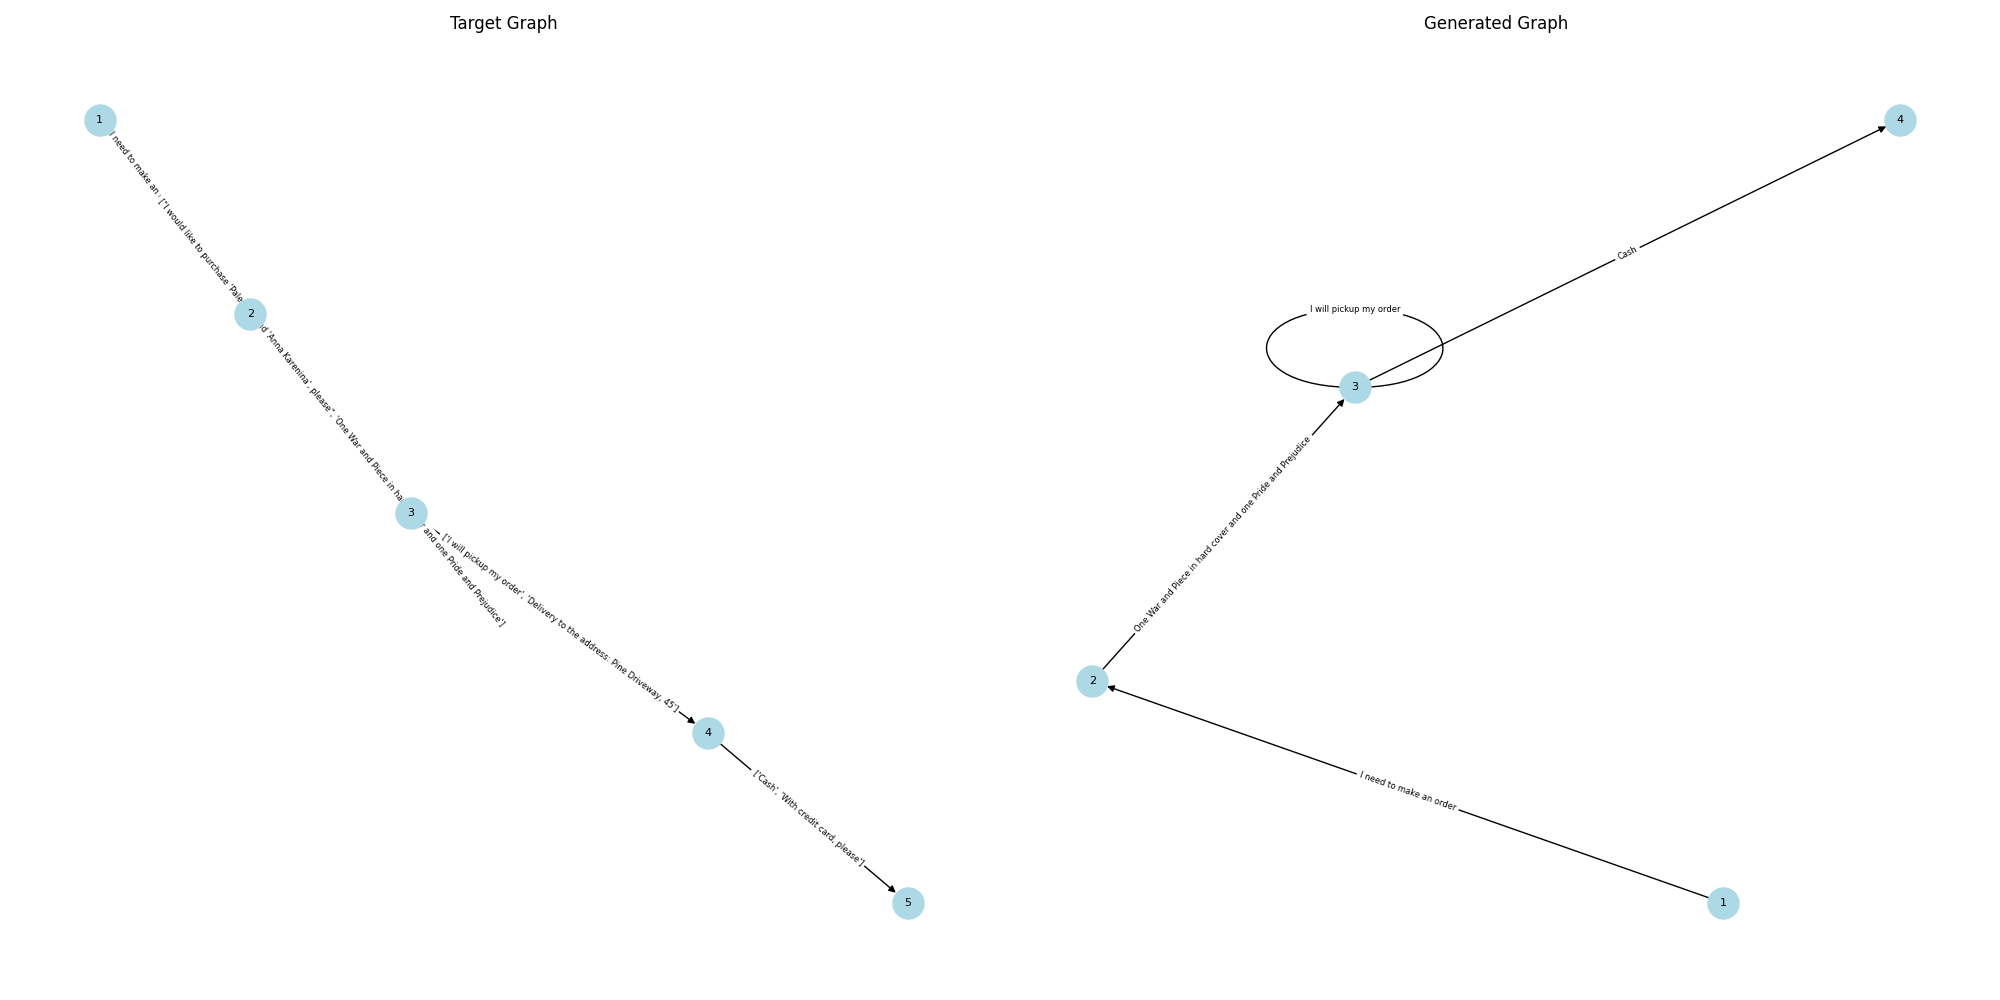 Target Graph
1
I need to make an
["I would like to purchase 'Pale
2
'Anna Karenina', please", 'One War and Piece in ha
3
and one Pride and Prejudice']
['I will pickup my order', 'Delivery to the address: Pine Driveway, 45']
4
['Cash', 'With credit card, please']
5
Generated Graph
4
Cash
I will pickup my order
3
One War and Piece in hard cover and one Pride and Prejudice
2
I need to make an order
1